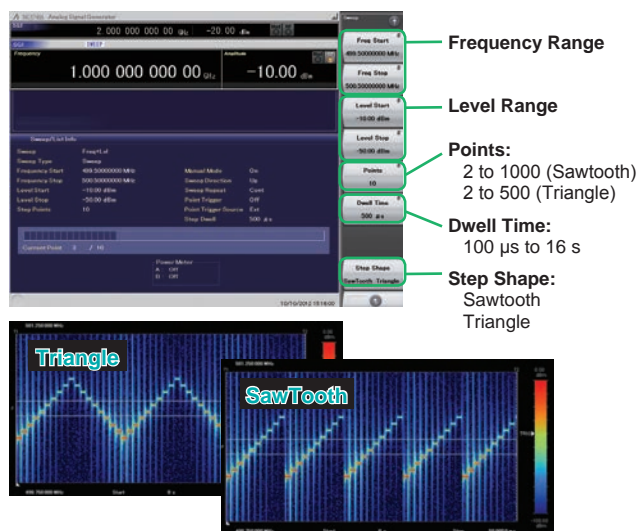 Analog Signal Generator
2. 000 000 000 00 GHz -20. 00 dBm
SWEEP
Frequency
Amplitude
1.000 000 000 00 GHz
-10.00 dBm
Sweep/List Info
Sweep Freq+Lvl
Sweep Type Sweep
Frequency Start 499.50000000 MHz
Frequency Stop 500.50000000 MHz
Level Start -10.00 dBm
Level Stop -50.00 dBm
Step Points 10
Manual Mode On
Sweep Direction Up
Sweep Repeat Cont
Point Trigger Off
Point Trigger Source Ext
Step Dwell 500 µs
Current Point : 3 / 10
Power Meter
A : Off
B : Off
10/10/2012 15:16:00
Sweep
Freq Start
499.50000000 MHz
Freq Stop
500.50000000 MHz
Level Start
-10.00 dBm
Level Stop
-50.00 dBm
Points
10
Dwell Time
500 µs
Step Shape
SawTooth Triangle
Frequency Range
Level Range
Points:
2 to 1000 (Sawtooth)
2 to 500 (Triangle)
Dwell Time:
100 µs to 16 s
Step Shape:
Sawtooth
Triangle
Triangle
SawTooth
Start
Start